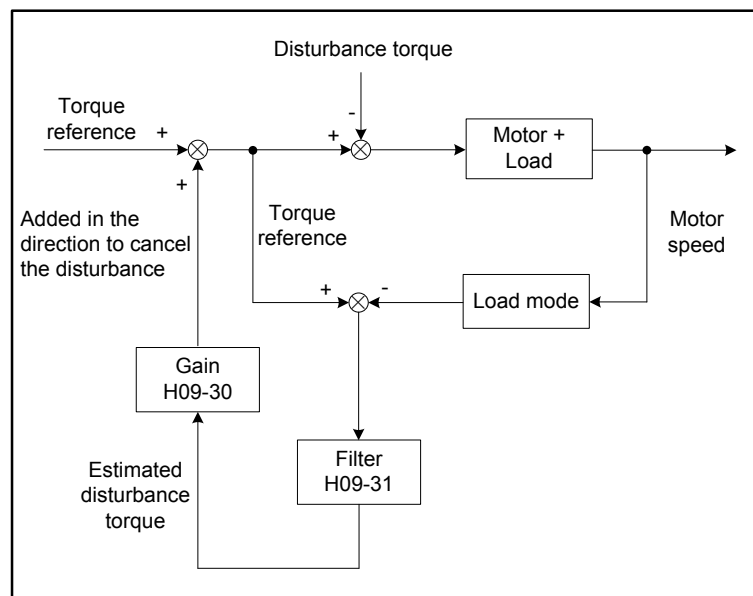 Disturbance torque
-
Torque
reference
+
+
Motor +
Load
+
Added in the
direction to cancel
the disturbance
Torque
reference
Motor
speed
+
-
Load mode
Gain
H09-30
Filter
H09-31
Estimated
disturbance
torque